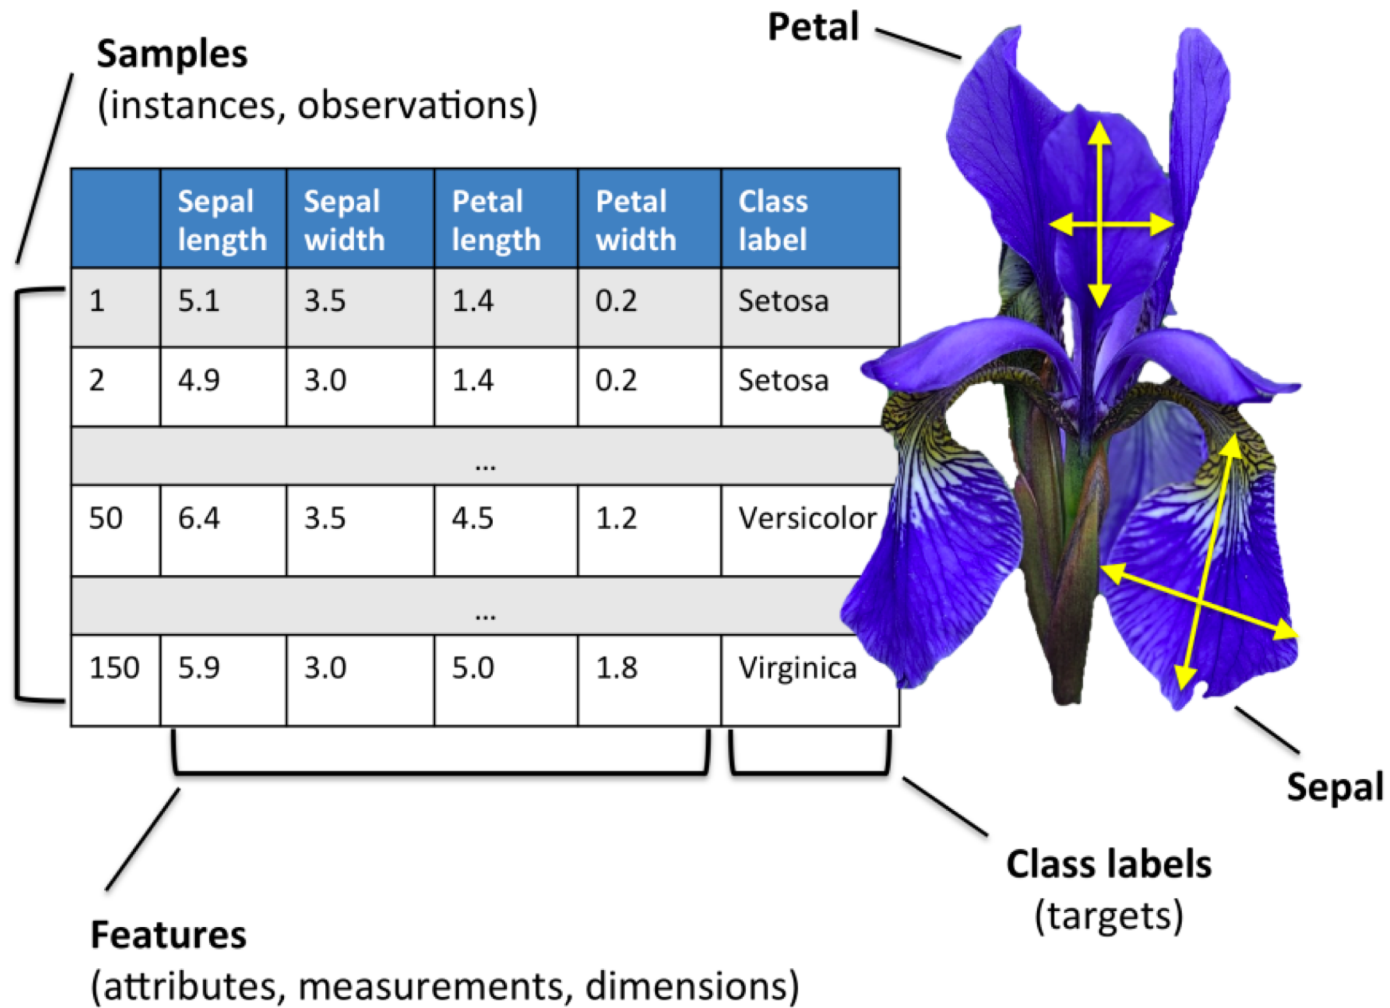 Samples
(instances, observations)
Petal
Sepal length Sepal width Petal length Petal width Class label
1 5.1 3.5 1.4 0.2 Setosa
2 4.9 3.0 1.4 0.2 Setosa
...
50 6.4 3.5 4.5 1.2 Versicolor
...
150 5.9 3.0 5.0 1.8 Virginica
Sepal
Class labels
(targets)
Features
(attributes, measurements, dimensions)